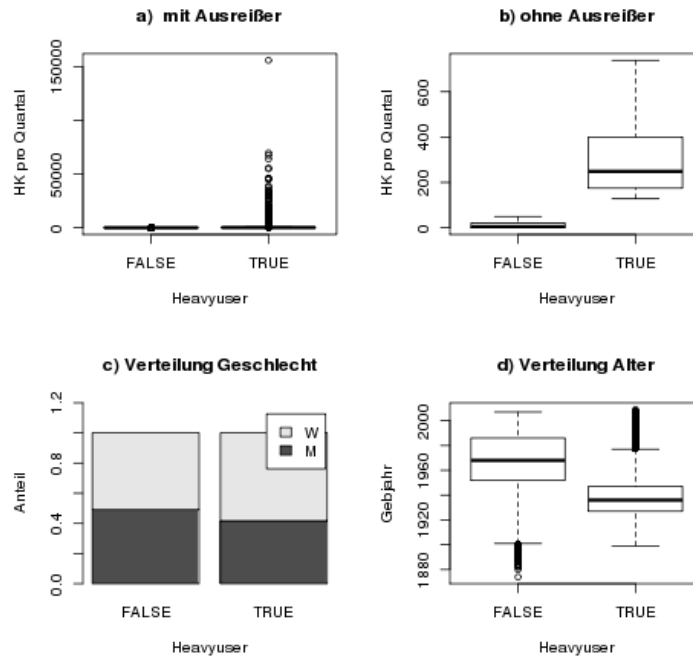 a) mit Ausreißer
HK pro Quartal
150000
50000
0
FALSE TRUE
Heavyuser
b) ohne Ausreißer
HK pro Quartal
600
400
200
0
FALSE TRUE
Heavyuser
c) Verteilung Geschlecht
Anteil
1.2
0.8
0.4
0.0
W
M
FALSE TRUE
Heavyuser
d) Verteilung Alter
Gebjahr
2000
1960
1920
1880
FALSE TRUE
Heavyuser